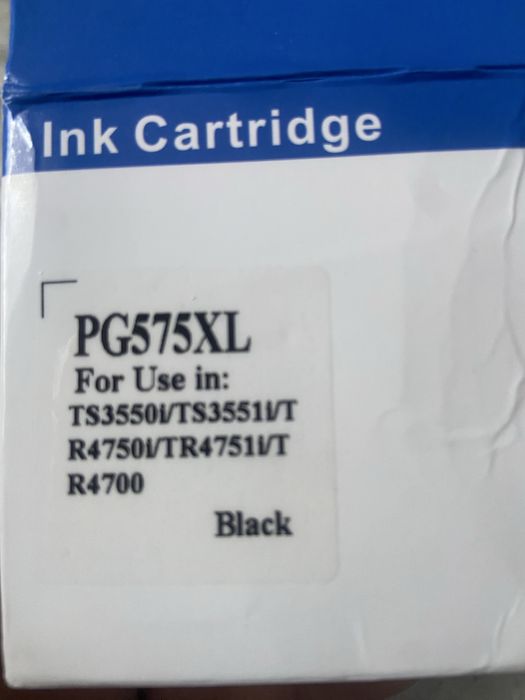 Ink Cartridge
PG575XL
For Use in:
TS3550i/TS3551i/T
R4750i/TR4751i/T
R4700
Black